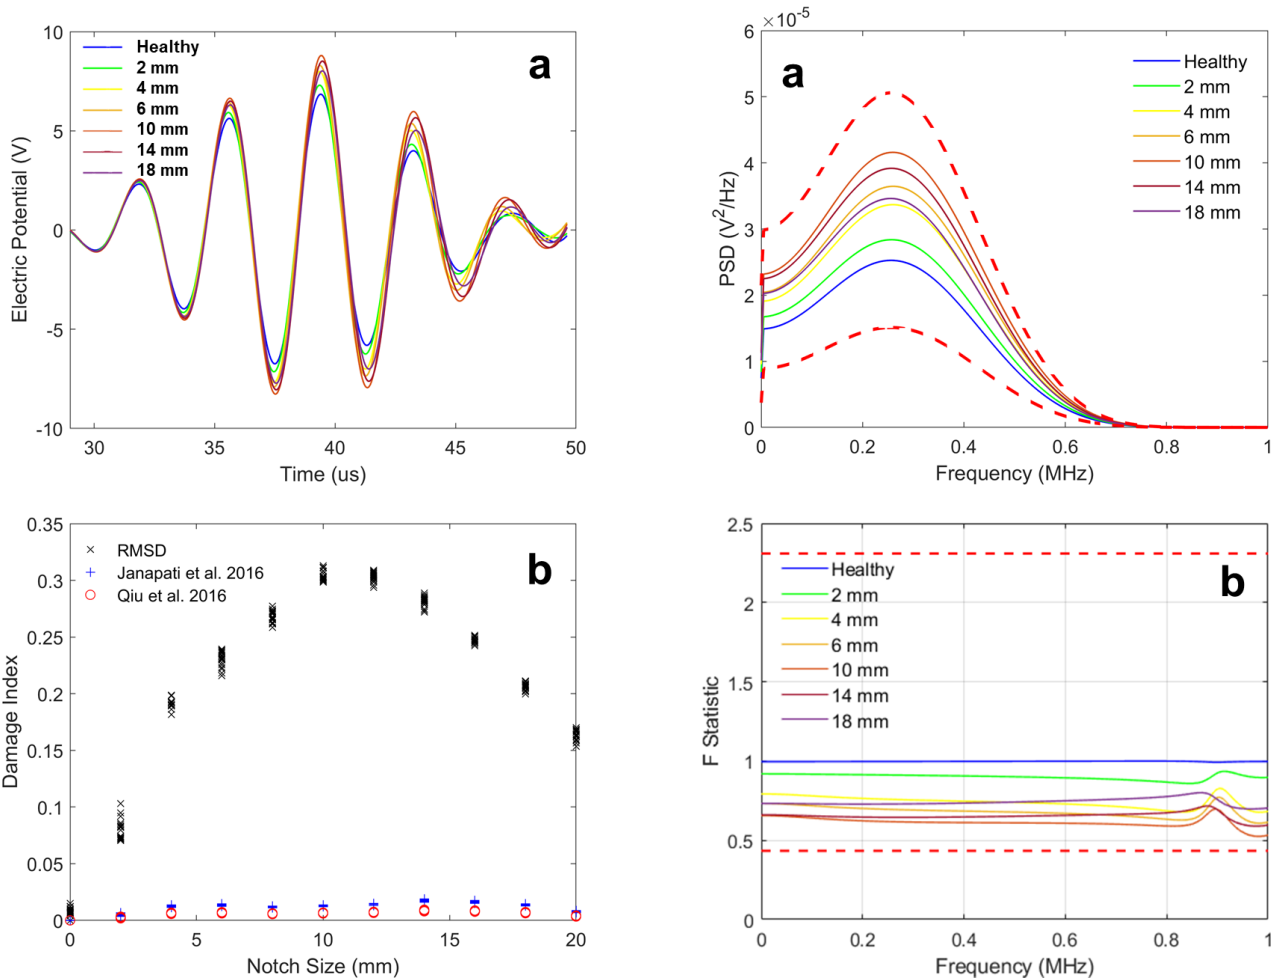 10
5
0
-5
-10
30
35
40
45
50
Electric Potential (V)
Time (us)
Healthy
2 mm
4 mm
6 mm
10 mm
14 mm
18 mm
a
×10⁻⁵
6
5
4
3
2
1
0
0
0.2
0.4
0.6
0.8
1
PSD (V²/Hz)
Frequency (MHz)
a
Healthy
2 mm
4 mm
6 mm
10 mm
14 mm
18 mm
0.35
0.3
0.25
0.2
0.15
0.1
0.05
0
0
5
10
15
20
Damage Index
Notch Size (mm)
RMSD
Janapati et al. 2016
Qiu et al. 2016
b
2.5
2
1.5
1
0.5
0
0
0.2
0.4
0.6
0.8
1
F Statistic
Frequency (MHz)
Healthy
2 mm
4 mm
6 mm
10 mm
14 mm
18 mm
b